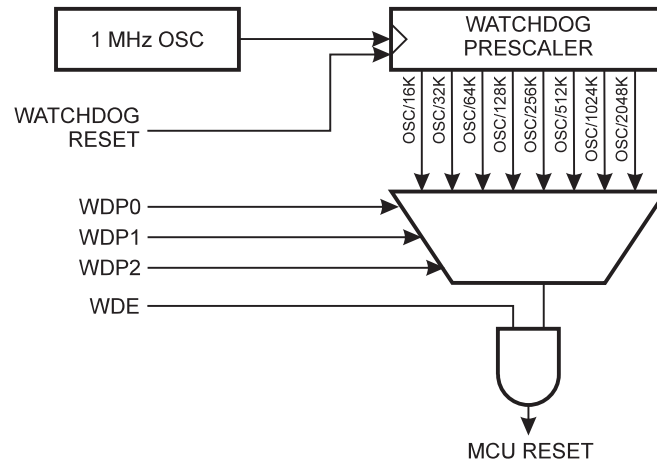 1 MHz OSC
WATCHDOG
PRESCALER
OSC/16K
OSC/32K
OSC/64K
OSC/128K
OSC/256K
OSC/512K
OSC/1024K
OSC/2048K
WATCHDOG
RESET
WDP0
WDP1
WDP2
WDE
MCU RESET